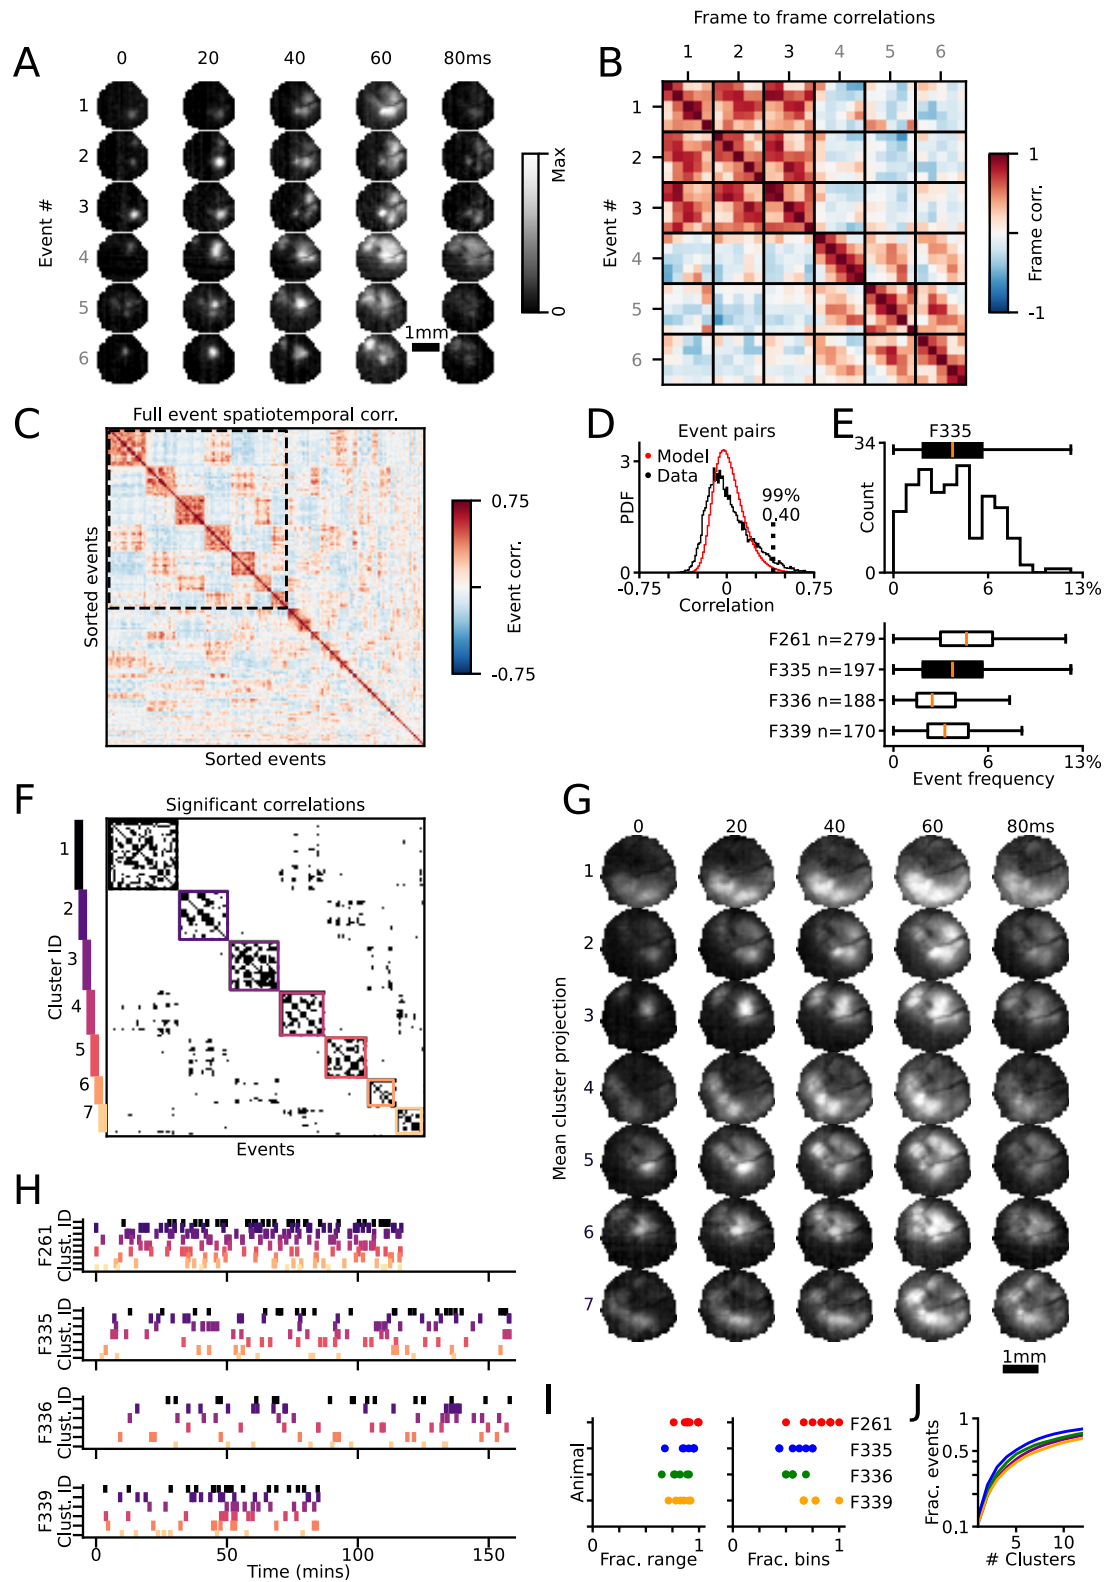 A
0 20 40 60 80ms
Event #
1
2
3
4
5
6
Max
0
1mm
B
Frame to frame correlations
1 2 3 4 5 6
Event #
1
2
3
4
5
6
1
-1
Frame corr.
C
Full event spatiotemporal corr.
Sorted events
Sorted events
0.75
-0.75
Event corr.
D
Event pairs
Model
Data
99%
0.40
PDF
3
0
-0.75 0 0.75
Correlation
E
F335
Count
34
0
0 6 13%
F261 n=279
F335 n=197
F336 n=188
F339 n=170
0 6 13%
Event frequency
F
Significant correlations
Cluster ID
1
2
3
4
5
6
7
Events
G
0 20 40 60 80ms
Mean cluster projection
1
2
3
4
5
6
7
1mm
H
F261
Clust. ID
0 50 100 150
F335
Clust. ID
F336
Clust. ID
F339
Clust. ID
0 50 100 150
Time (mins)
I
Animal
F261
F335
F336
F339
0 1
Frac. range
0 1
Frac. bins
J
Frac. events
1
0.5
0.1
5 10
# Clusters